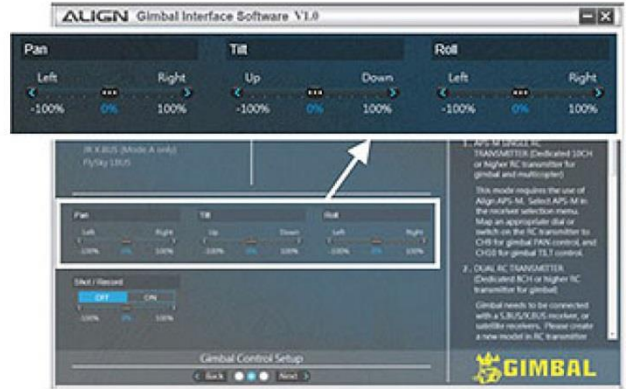 ALIGN Gimbal Interface Software V1.0
Pan Tilt Roll
Left Right Up Down Left Right
-100% 0% 100% -100% 0% 100% -100% 0% 100%
JR X.BUS (Mode A only)
FlySky I.BUS
Pan Tilt Roll
Left Right Up Down Left Right
-100% 0% 100% -100% 0% 100% -100% 0% 100%
Shot / Record
OFF ON
-100% 0% 100%
Gimbal Control Setup
Back Next
1. APS-M SINGLE RC
TRANSMITTER (Dedicated 10CH
or higher RC transmitter for
gimbal and multicopter)
This mode requires the use of
Align APS-M. Select APS-M in
the receiver selection menu.
Map an appropriate dial or
switch on the RC transmitter to
CH9 for gimbal PAN control, and
CH10 for gimbal TILT control.
2. DUAL RC TRANSMITTER
(Dedicated 8CH or higher RC
transmitter for gimbal)
Gimbal needs to be connected
with a S.BUS/X.BUS receiver, or
satellite receivers. Please create
a new model in RC transmitter
GIMBAL